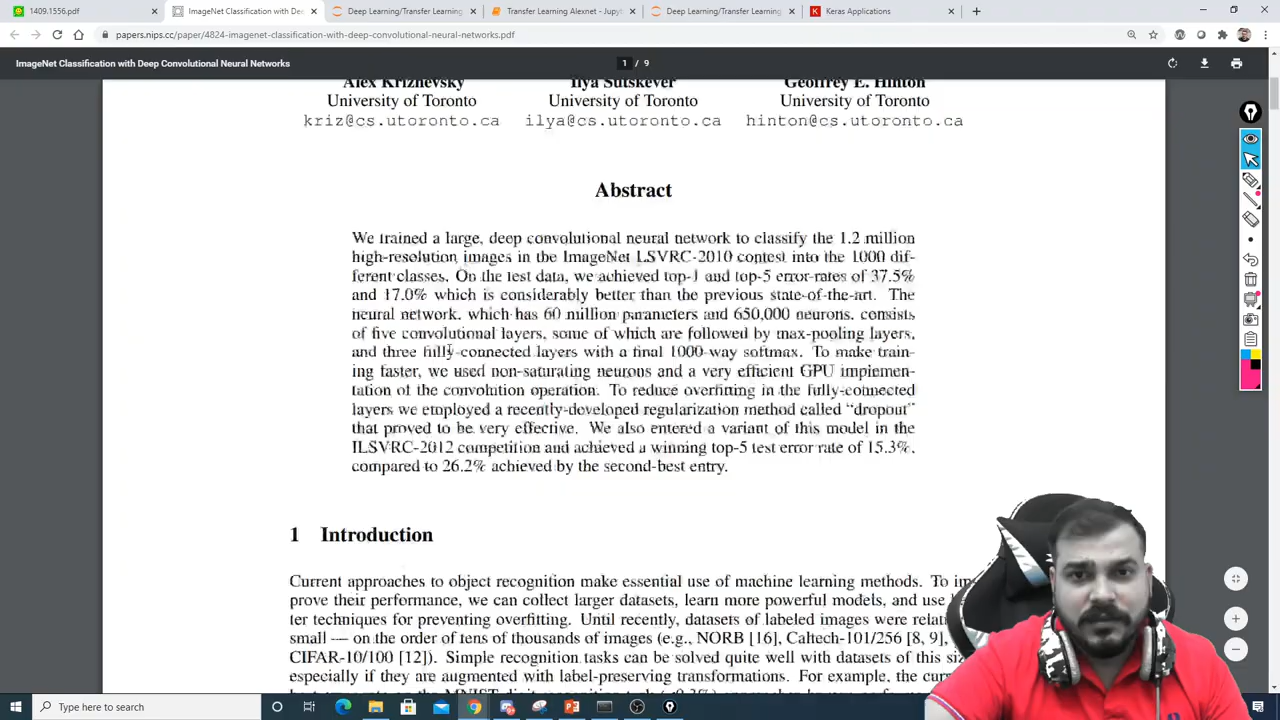 1409.1556.pdf
ImageNet Classification with Dee
Deep Learning/Transfer Learning
Transfer Learning Alexnet - Jupyt
Deep Learning/Transfer Learning
Keras Applications
papers.nips.cc/paper/4824-imagenet-classification-with-deep-convolutional-neural-networks.pdf
ImageNet Classification with Deep Convolutional Neural Networks
1 / 9
Alex Krizhevsky
Ilya Sutskever
Geoffrey E. Hinton
University of Toronto
University of Toronto
University of Toronto
kriz@cs.utoronto.ca
ilya@cs.utoronto.ca
hinton@cs.utoronto.ca
Abstract
We trained a large, deep convolutional neural network to classify the 1.2 million
high-resolution images in the ImageNet LSVRC-2010 contest into the 1000 dif-
ferent classes. On the test data, we achieved top-1 and top-5 error rates of 37.5%
and 17.0% which is considerably better than the previous state-of-the-art. The
neural network, which has 60 million parameters and 650,000 neurons, consists
of five convolutional layers, some of which are followed by max-pooling layers,
and three fully-connected layers with a final 1000-way softmax. To make train-
ing faster, we used non-saturating neurons and a very efficient GPU implemen-
tation of the convolution operation. To reduce overfitting in the fully-connected
layers we employed a recently-developed regularization method called “dropout”
that proved to be very effective. We also entered a variant of this model in the
ILSVRC-2012 competition and achieved a winning top-5 test error rate of 15.3%,
compared to 26.2% achieved by the second-best entry.
1 Introduction
Current approaches to object recognition make essential use of machine learning methods. To im
prove their performance, we can collect larger datasets, learn more powerful models, and use
ter techniques for preventing overfitting. Until recently, datasets of labeled images were
small — on the order of tens of thousands of images (e.g., NORB [16], Caltech-101/256 [8, 9],
CIFAR-10/100 [12]). Simple recognition tasks can be solved quite well with datasets of this
especially if they are augmented with label-preserving transformations. For example, the
Type here to search